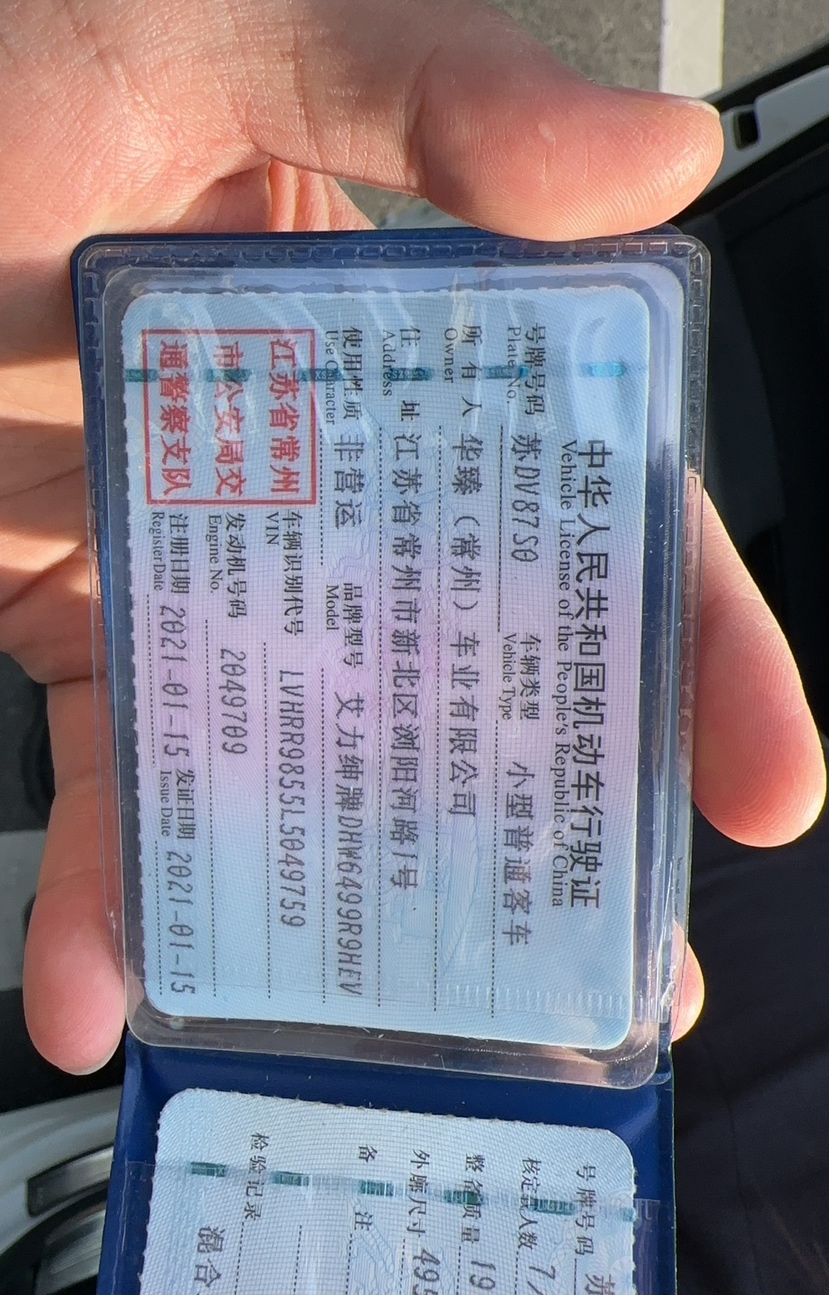 中华人民共和国机动车行驶证
Vehicle License of the People's Republic of China
号牌号码 苏DV87S0 车辆类型 小型普通客车
Plate No. Vehicle Type
所有人 华臻（常州）车业有限公司
Owner
住址 江苏省常州市新北区浏阳河路1号
Address
使用性质 非营运 品牌型号 艾力绅牌DHW6499R9HEV
Use Character Model
江苏省常州
市公安局交
通警察支队
车辆识别代号 LVHRR9855L5049759
VIN
发动机号码 2049709
Engine No.
注册日期 2021-01-15 发证日期 2021-01-15
Register Date Issue Date
号牌号码 苏
核定载人数 7
整备质量 19
外廓尺寸 495
备注
检验记录
混合